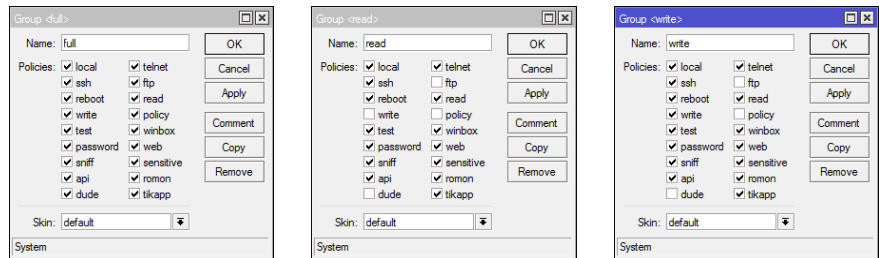 Group <full>
Name: full
OK
Policies: local telnet
Cancel
ssh ftp
reboot read
Apply
write policy
test winbox
Comment
password web
Copy
sniff sensitive
api romon
Remove
dude tikapp
Skin: default
System
Group <read>
Name: read
OK
Policies: local telnet
Cancel
ssh ftp
reboot read
Apply
write policy
test winbox
Comment
password web
Copy
sniff sensitive
api romon
Remove
dude tikapp
Skin: default
System
Group <write>
Name: write
OK
Policies: local telnet
Cancel
ssh ftp
reboot read
Apply
write policy
test winbox
Comment
password web
Copy
sniff sensitive
api romon
Remove
dude tikapp
Skin: default
System